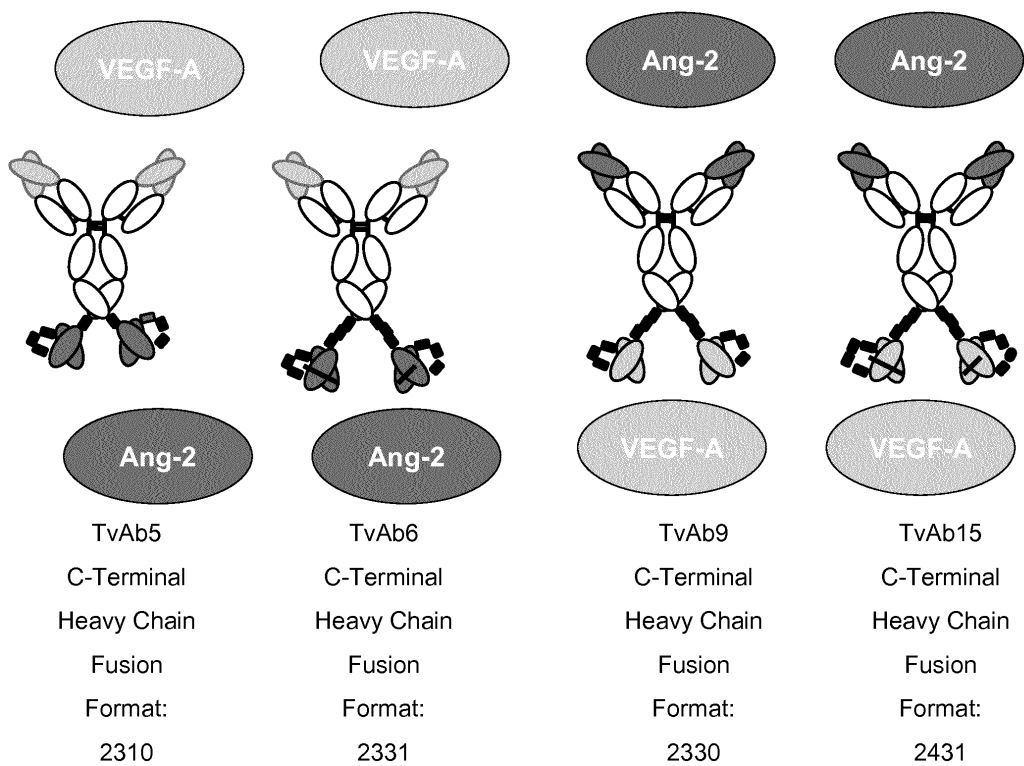 VEGF-A
VEGF-A
Ang-2
Ang-2
Ang-2
Ang-2
VEGF-A
VEGF-A
TvAb5
C-Terminal
Heavy Chain
Fusion
Format:
2310
TvAb6
C-Terminal
Heavy Chain
Fusion
Format:
2331
TvAb9
C-Terminal
Heavy Chain
Fusion
Format:
2330
TvAb15
C-Terminal
Heavy Chain
Fusion
Format:
2431